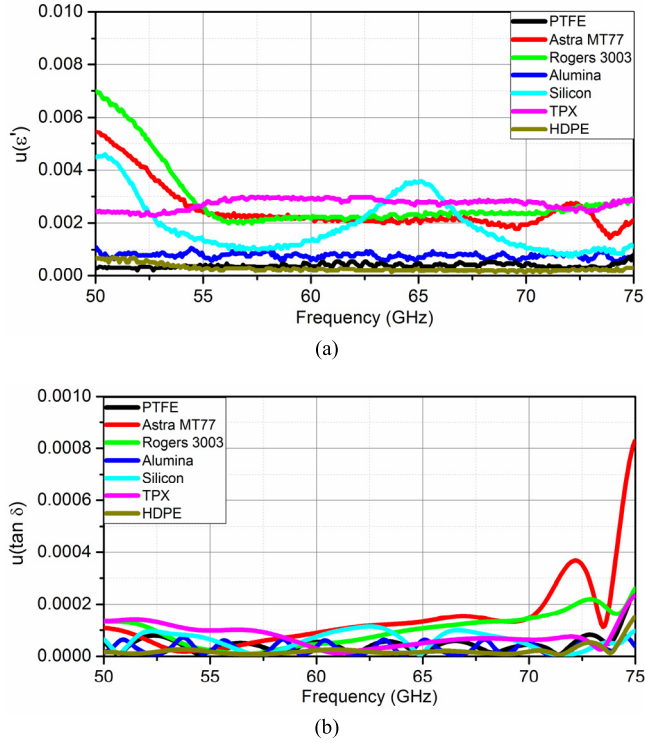 0.010
0.008
0.006
0.004
0.002
0.000
u(ε')
PTFE
Astra MT77
Rogers 3003
Alumina
Silicon
TPX
HDPE
50 55 60 65 70 75
Frequency (GHz)
(a)
0.0010
0.0008
0.0006
0.0004
0.0002
0.0000
u(tan δ)
PTFE
Astra MT77
Rogers 3003
Alumina
Silicon
TPX
HDPE
50 55 60 65 70 75
Frequency (GHz)
(b)